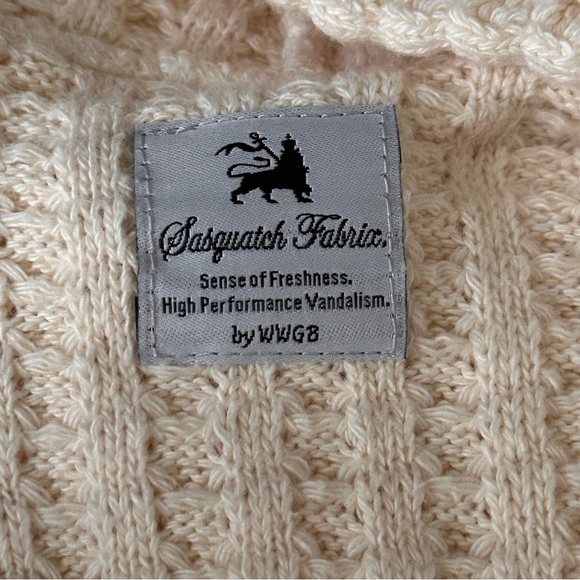 Sasquatch Fabrix.
Sense of Freshness.
High Performance Vandalism.
by WWGB